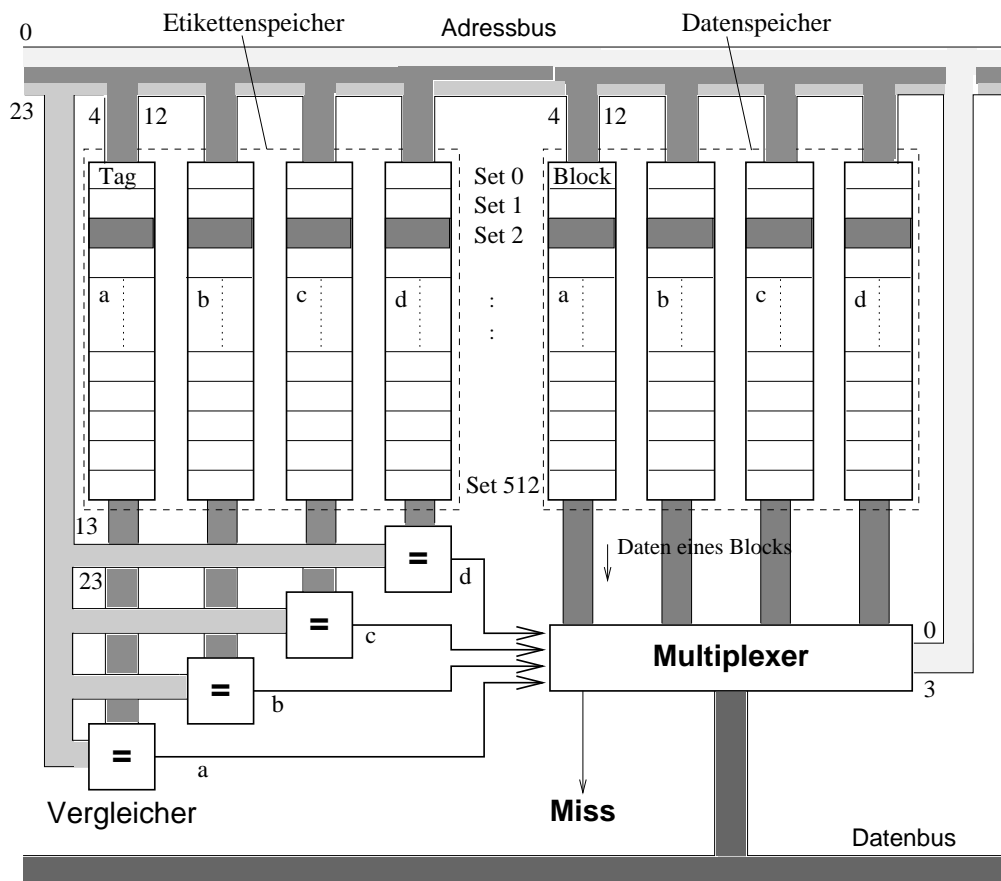 0
Etikettenspeicher
Adressbus
Datenspeicher
23
4
12
4
12
Tag
Set 0
Block
Set 1
Set 2
a
b
c
d
:
:
a
b
c
d
Set 512
13
=
Daten eines Blocks
23
d
=
c
Multiplexer
0
3
=
b
=
a
Vergleicher
Miss
Datenbus